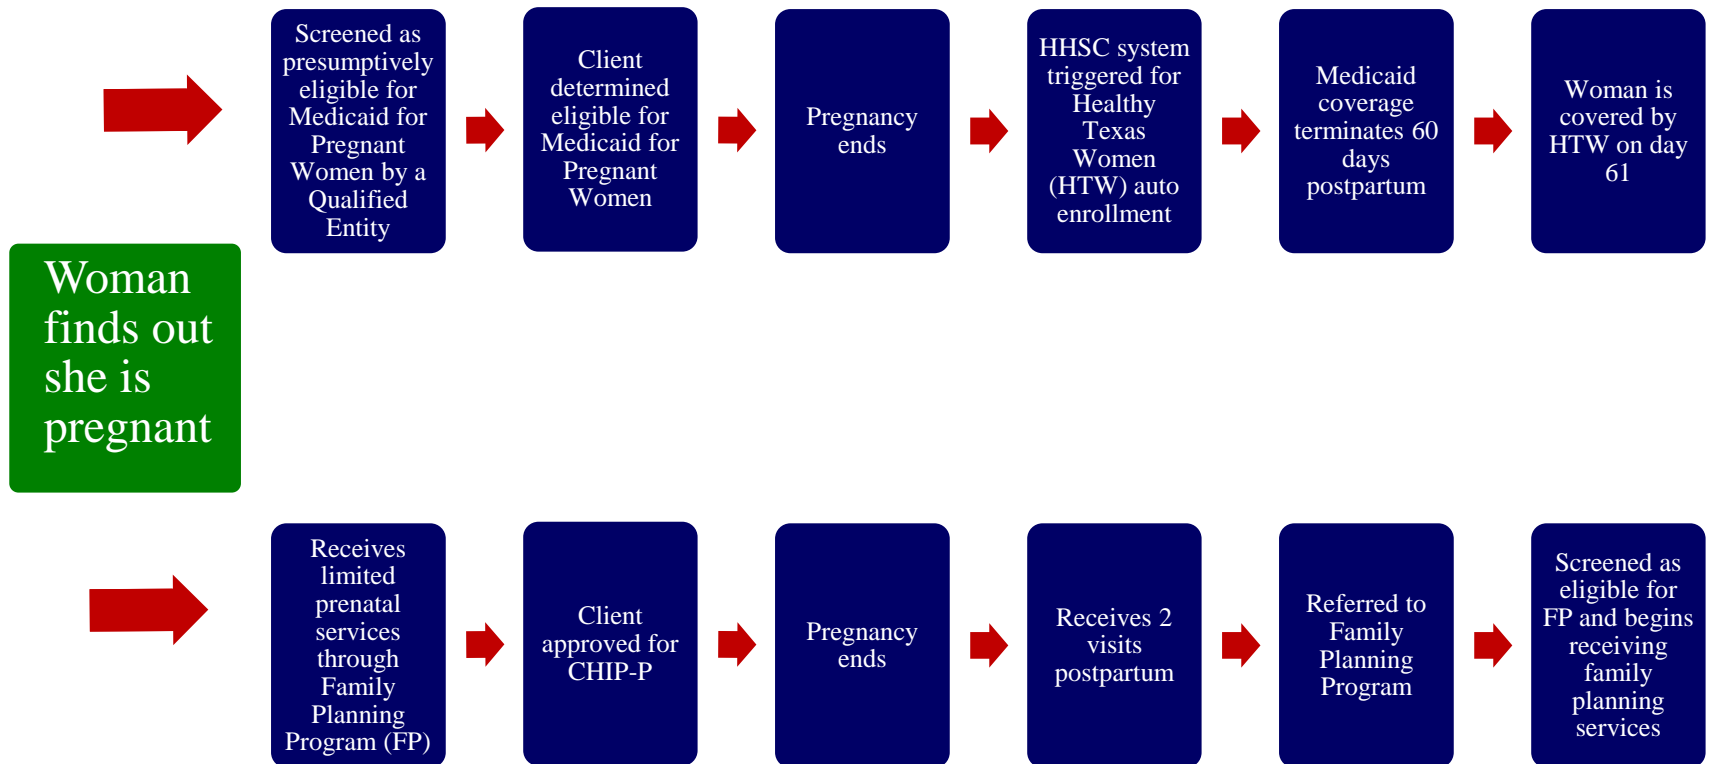 Woman
finds out
she is
pregnant
Screened as
presumptively
eligible for
Medicaid for
Pregnant
Women by a
Qualified
Entity
Client
determined
eligible for
Medicaid for
Pregnant
Women
Pregnancy
ends
HHSC system
triggered for
Healthy
Texas
Women
(HTW) auto
enrollment
Medicaid
coverage
terminates 60
days
postpartum
Woman is
covered by
HTW on day
61
Receives
limited
prenatal
services
through
Family
Planning
Program (FP)
Client
approved for
CHIP-P
Pregnancy
ends
Receives 2
visits
postpartum
Referred to
Family
Planning
Program
Screened as
eligible for
FP and begins
receiving
family
planning
services